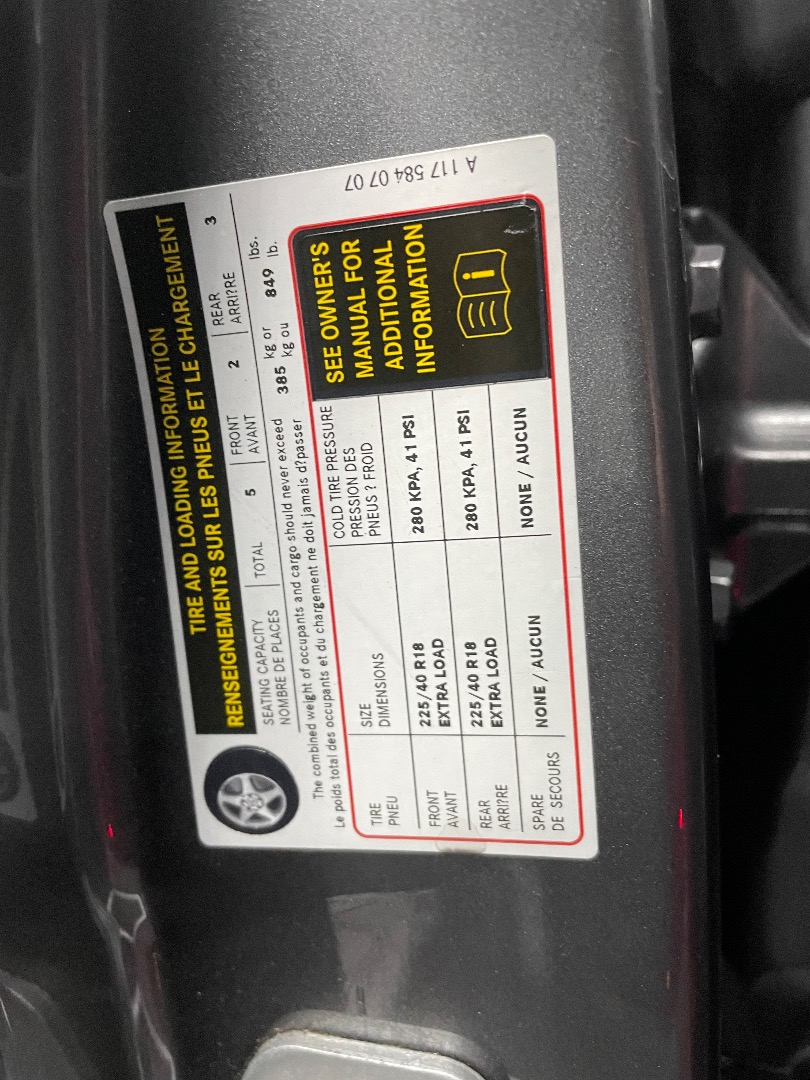 TIRE AND LOADING INFORMATION
RENSEIGNEMENTS SUR LES PNEUS ET LE CHARGEMENT
SEATING CAPACITY
NOMBRE DE PLACES
TOTAL 5
FRONT
AVANT
2
REAR
ARRI?RE
3
The combined weight of occupants and cargo should never exceed
Le poids total des occupants et du chargement ne doit jamais d?passer
385
kg or
kg ou
849
lbs.
lb.
TIRE
PNEU
SIZE
DIMENSIONS
COLD TIRE PRESSURE
PRESSION DES
PNEUS ? FROID
FRONT
AVANT
225/40 R18
EXTRA LOAD
280 KPA, 41 PSI
REAR
ARRI?RE
225/40 R18
EXTRA LOAD
280 KPA, 41 PSI
SPARE
DE SECOURS
NONE / AUCUN
NONE / AUCUN
SEE OWNER'S
MANUAL FOR
ADDITIONAL
INFORMATION
A 117 584 07 07